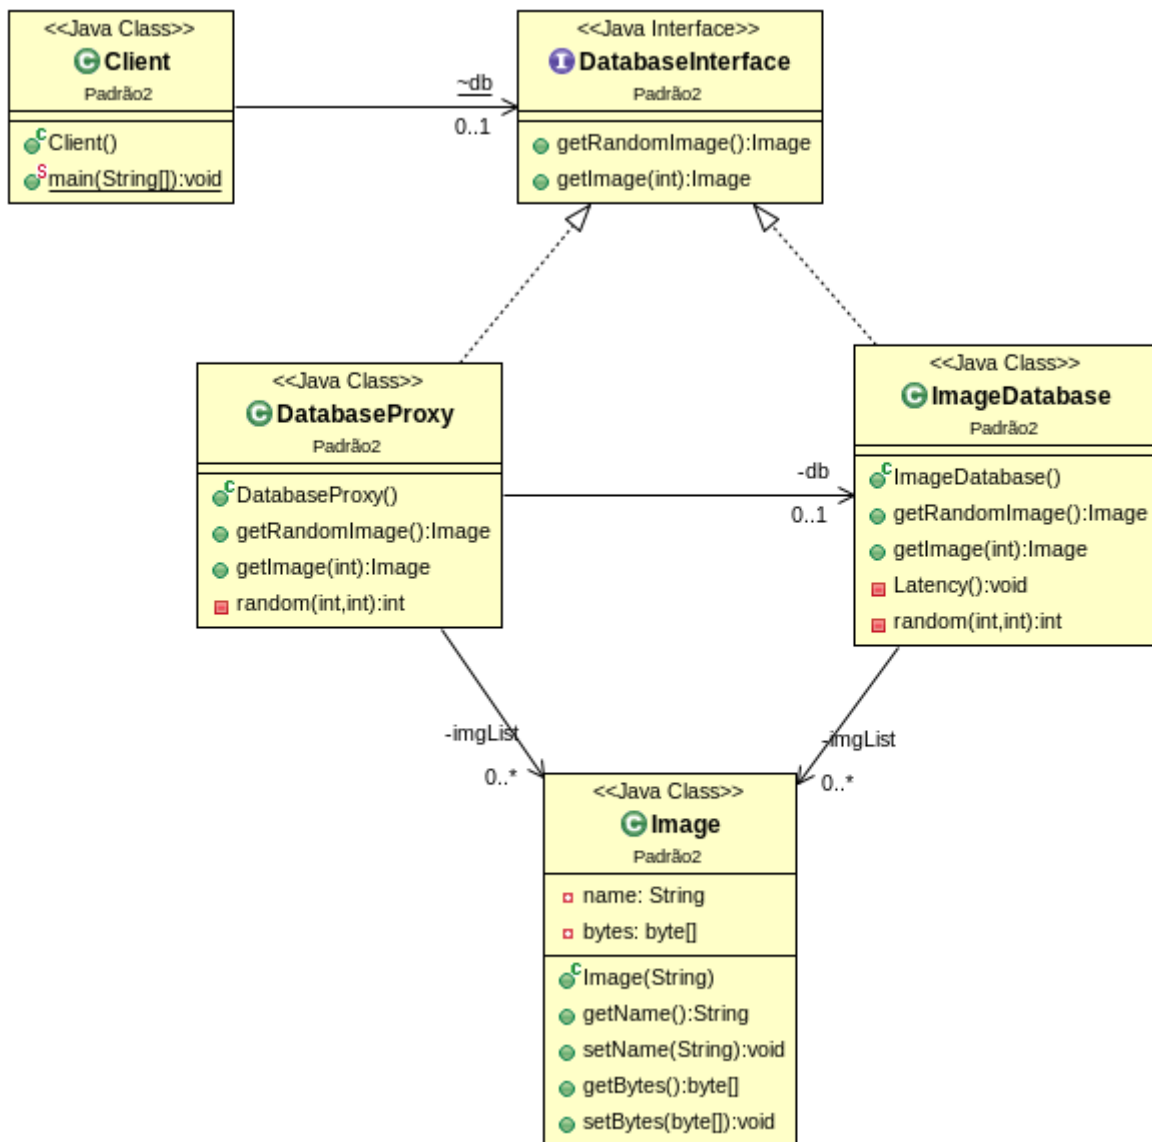 <<Java Class>>
C Client
Padrão2
C Client()
S main(String[]):void
~db
0..1
<<Java Interface>>
I DatabaseInterface
Padrão2
getRandomImage():Image
getImage(int):Image
<<Java Class>>
C DatabaseProxy
Padrão2
C DatabaseProxy()
getRandomImage():Image
getImage(int):Image
random(int,int):int
-db
0..1
<<Java Class>>
C ImageDatabase
Padrão2
C ImageDatabase()
getRandomImage():Image
getImage(int):Image
Latency():void
random(int,int):int
-imgList
0..*
-imgList
0..*
<<Java Class>>
C Image
Padrão2
name: String
bytes: byte[]
C Image(String)
getName():String
setName(String):void
getBytes():byte[]
setBytes(byte[]):void